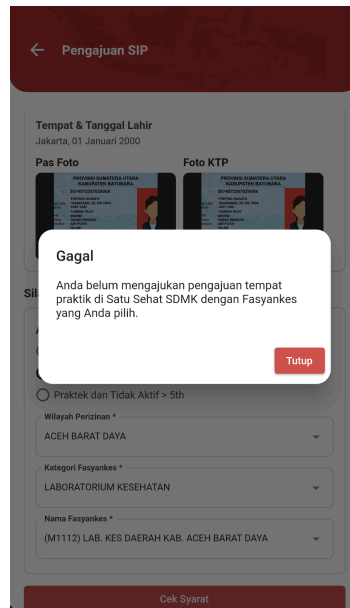 Pengajuan SIP
Tempat & Tanggal Lahir
Jakarta, 01 Januari 2000
Pas Foto
Foto KTP
PROVINSI SUMATERA UTARA
KABUPATEN BATUBARA
PROVINSI SUMATERA UTARA
KABUPATEN BATUBARA
Gagal
Anda belum mengajukan pengajuan tempat
praktik di Satu Sehat SDMK dengan Fasyankes
yang Anda pilih.
Tutup
Praktek dan Tidak Aktif > 5th
Wilayah Perizinan *
ACEH BARAT DAYA
Kategori Fasyankes *
LABORATORIUM KESEHATAN
Nama Fasyankes *
(M1112) LAB. KES DAERAH KAB. ACEH BARAT DAYA
Cek Syarat